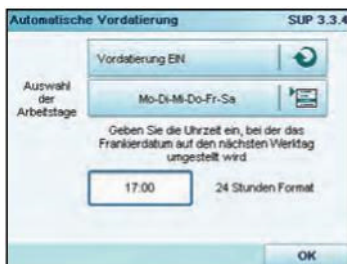 Automatische Vordatierung SUP 3.3.4
Vordatierung EIN
Auswahl
der
Arbeitstage
Mo-Di-Mi-Do-Fr-Sa
Geben Sie die Uhrzeit ein, bei der das
Frankierdatum auf den nächsten Werktag
umgestellt wird
17:00 24 Stunden Format
OK